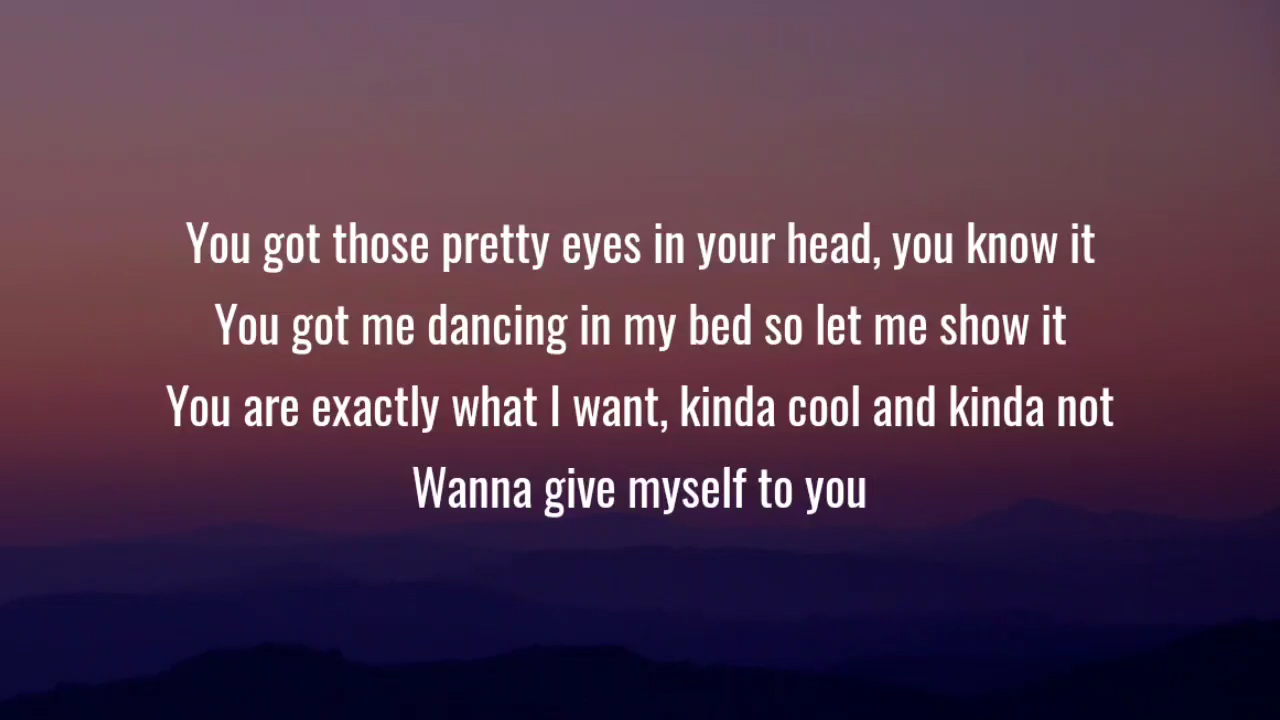 You got those pretty eyes in your head, you know it
You got me dancing in my bed so let me show it
You are exactly what I want, kinda cool and kinda not
Wanna give myself to you